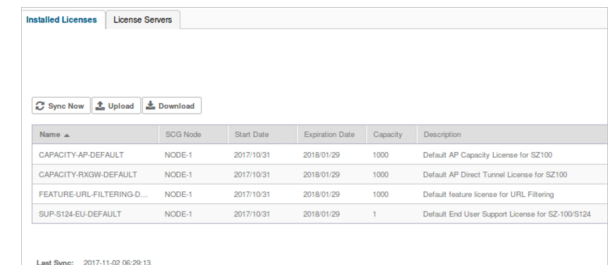 Installed Licenses License Servers
Sync Now Upload Download
Name SCG Node Start Date Expiration Date Capacity Description
CAPACITY-AP-DEFAULT NODE-1 2017/10/31 2018/01/29 1000 Default AP Capacity License for SZ100
CAPACITY-RXGW-DEFAULT NODE-1 2017/10/31 2018/01/29 1000 Default AP Direct Tunnel License for SZ100
FEATURE-URL-FILTERING-D... NODE-1 2017/10/31 2018/01/29 1000 Default feature license for URL Filtering
SUP-S124-EU-DEFAULT NODE-1 2017/10/31 2018/01/29 1 Default End User Support License for SZ-100/S124
Last Sync: 2017-11-02 06:29:13